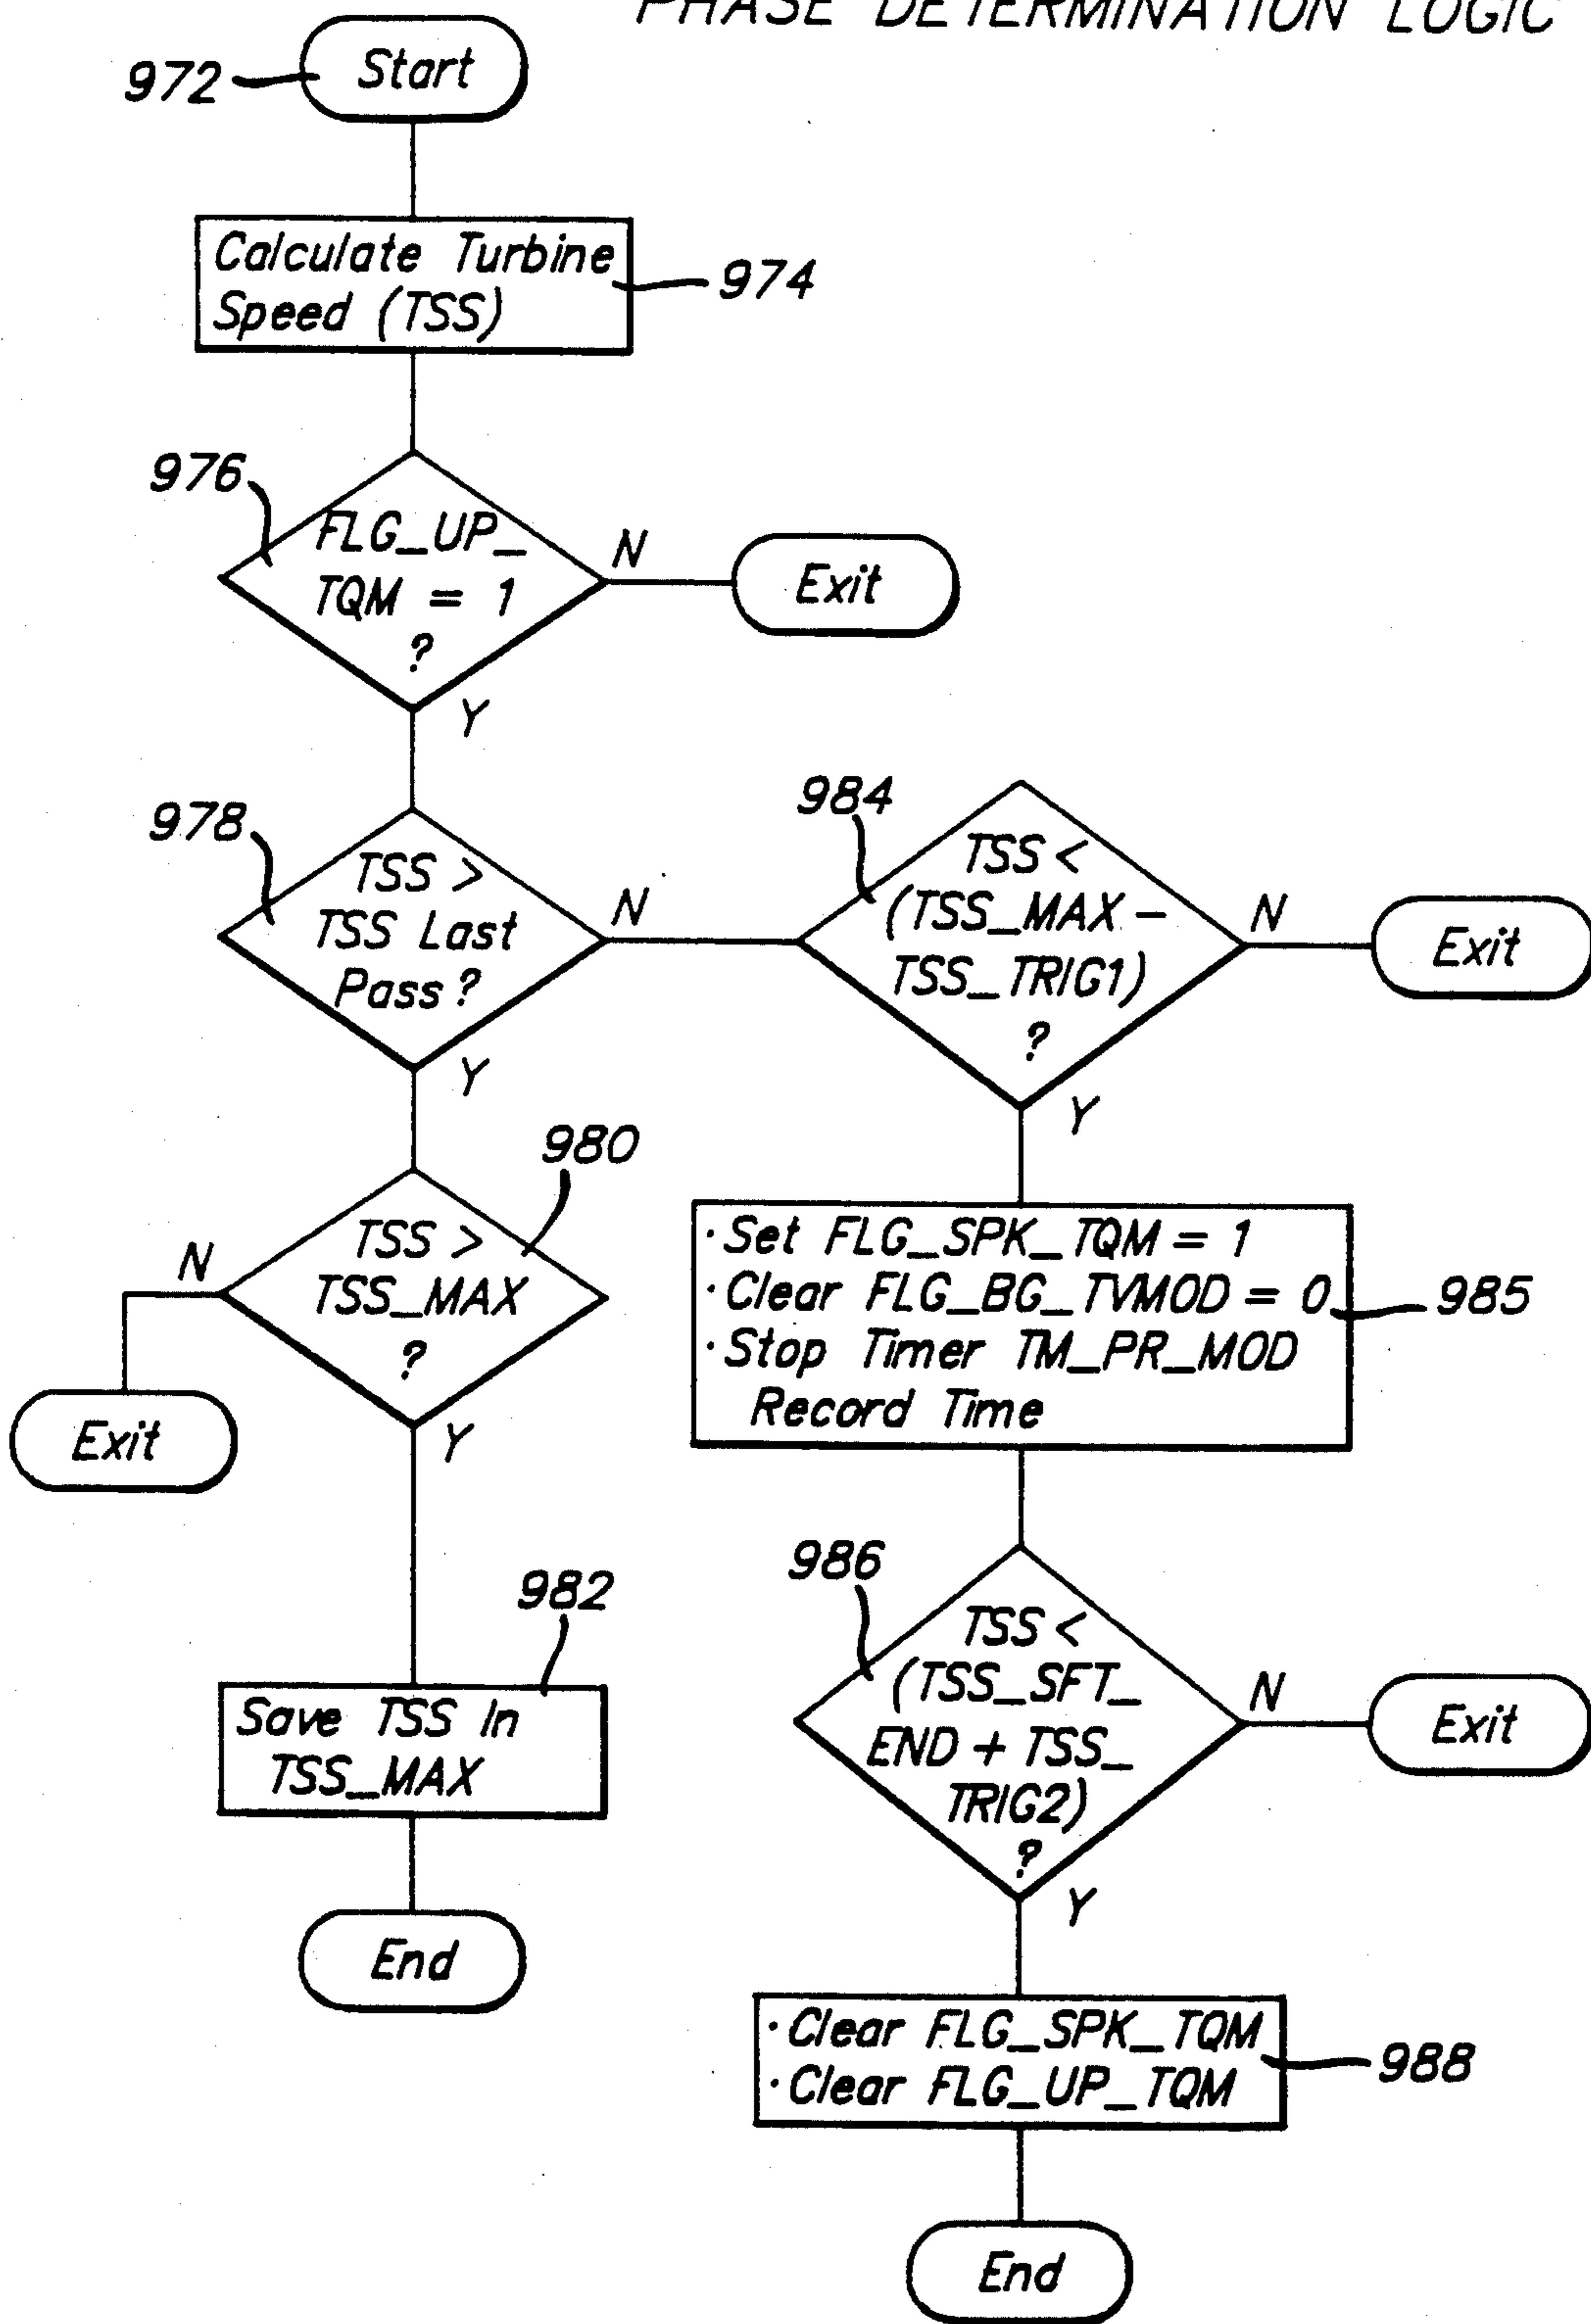 PHASE DETERMINATION LOGIC
972
Start
Calculate Turbine
Speed (TSS)
974
976
FLG_UP_
TQM = 1
?
N
Exit
Y
978
TSS >
TSS Last
Pass?
N
Y
984
TSS <
(TSS_MAX –
TSS_TRIG1)
?
N
Exit
Y
980
TSS >
TSS_MAX
?
N
Exit
Y
·Set FLG_SPK_TQM = 1
·Clear FLG_BG_TVMOD = 0
·Stop Timer TM_PR_MOD
Record Time
985
982
Save TSS In
TSS_MAX
End
986
TSS <
(TSS_SFT_
END + TSS_
TRIG2)
?
N
Exit
Y
·Clear FLG_SPK_TQM
·Clear FLG_UP_TQM
988
End